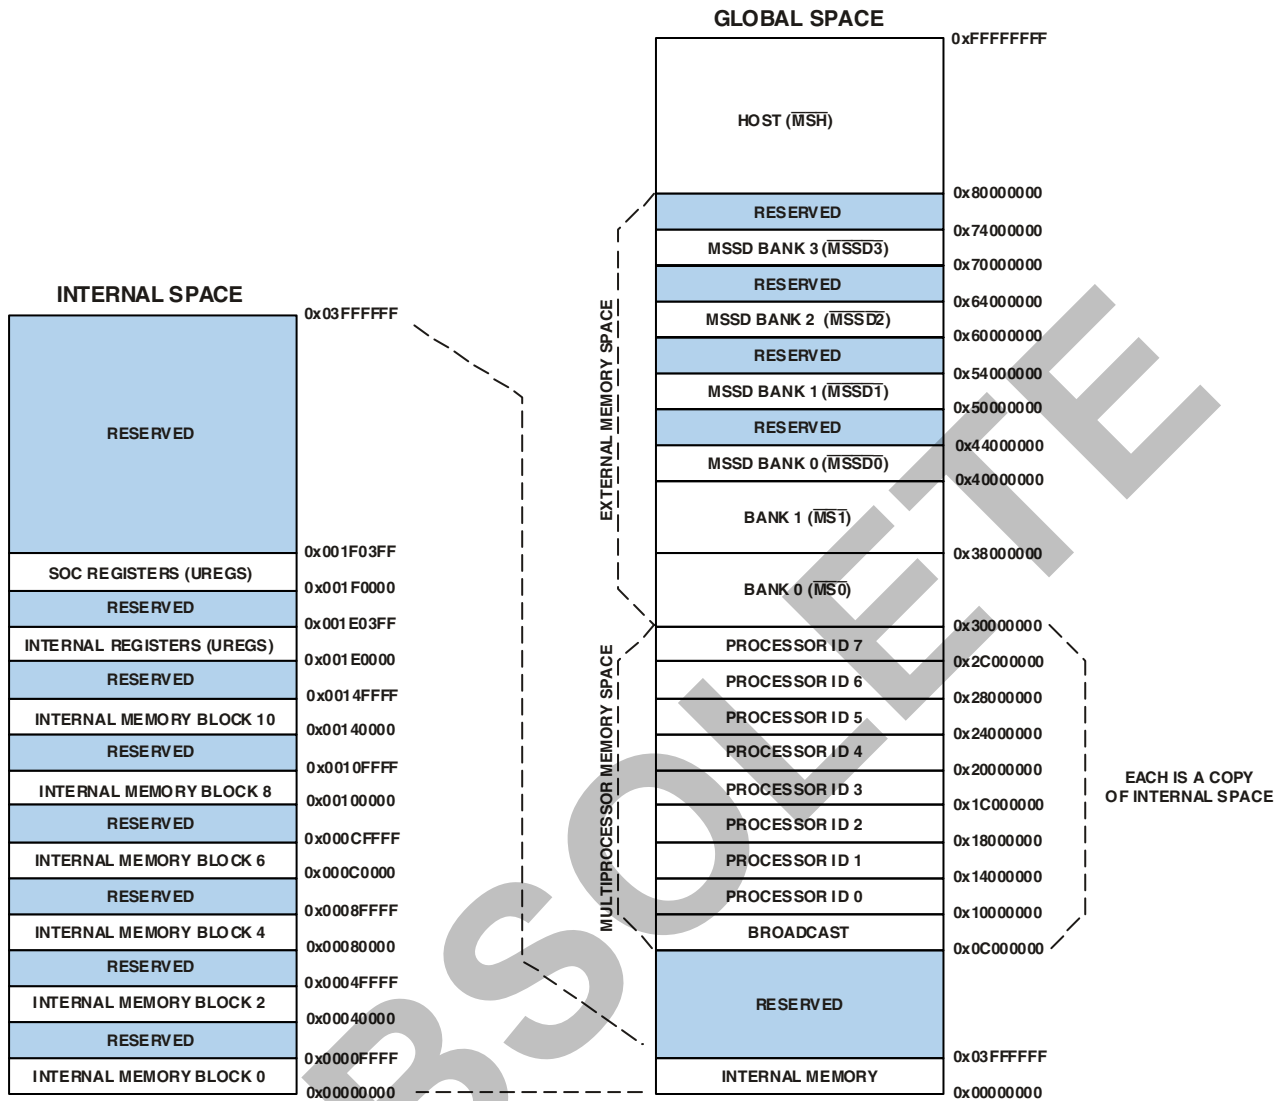 GLOBAL SPACE
0xFFFFFFFF
HOST (MSH)
0x80000000
RESERVED
0x74000000
MSSD BANK 3 (MSSD3)
0x70000000
RESERVED
0x64000000
MSSD BANK 2 (MSSD2)
0x60000000
RESERVED
0x54000000
MSSD BANK 1 (MSSD1)
0x50000000
RESERVED
0x44000000
MSSD BANK 0 (MSSD0)
0x40000000
BANK 1 (MS1)
0x38000000
BANK 0 (MS0)
0x30000000
PROCESSOR ID 7
0x2C000000
PROCESSOR ID 6
0x28000000
PROCESSOR ID 5
0x24000000
PROCESSOR ID 4
0x20000000
PROCESSOR ID 3
0x1C000000
PROCESSOR ID 2
0x18000000
PROCESSOR ID 1
0x14000000
PROCESSOR ID 0
0x10000000
BROADCAST
0x0C000000
RESERVED
0x03FFFFFF
INTERNAL MEMORY
0x00000000
EXTERNAL MEMORY SPACE
MULTIPROCESSOR MEMORY SPACE
EACH IS A COPY
OF INTERNAL SPACE
INTERNAL SPACE
0x03FFFFFF
RESERVED
0x001F03FF
SOC REGISTERS (UREGS)
0x001F0000
RESERVED
0x001E03FF
INTERNAL REGISTERS (UREGS)
0x001E0000
RESERVED
0x0014FFFF
INTERNAL MEMORY BLOCK 10
0x00140000
RESERVED
0x0010FFFF
INTERNAL MEMORY BLOCK 8
0x00100000
RESERVED
0x000CFFFF
INTERNAL MEMORY BLOCK 6
0x000C0000
RESERVED
0x0008FFFF
INTERNAL MEMORY BLOCK 4
0x00080000
RESERVED
0x0004FFFF
INTERNAL MEMORY BLOCK 2
0x00040000
RESERVED
0x0000FFFF
INTERNAL MEMORY BLOCK 0
0x00000000
BSOLETE